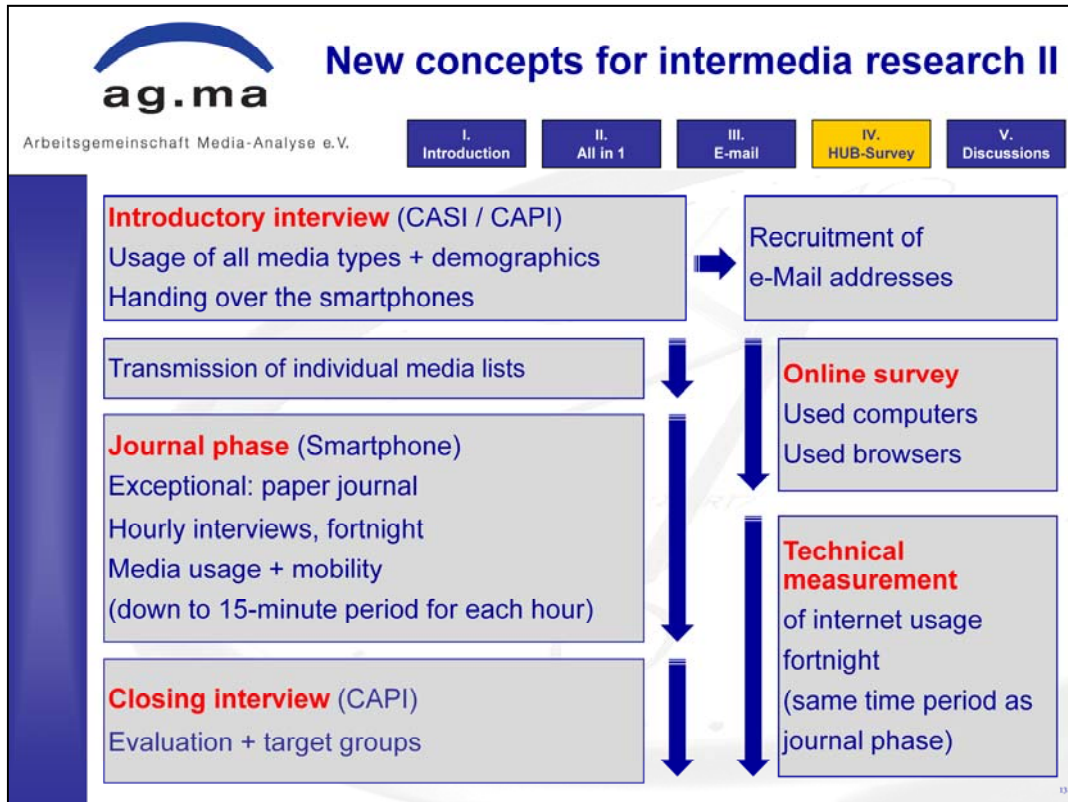 ag.ma
Arbeitsgemeinschaft Media-Analyse e.V.
New concepts for intermedia research II
I.
Introduction
II.
All in 1
III.
E-mail
IV.
HUB-Survey
V.
Discussions
Introductory interview (CASI / CAPI)
Usage of all media types + demographics
Handing over the smartphones
Recruitment of
e-Mail addresses
Transmission of individual media lists
Journal phase (Smartphone)
Exceptional: paper journal
Hourly interviews, fortnight
Media usage + mobility
(down to 15-minute period for each hour)
Closing interview (CAPI)
Evaluation + target groups
Online survey
Used computers
Used browsers
Technical
measurement
of internet usage
fortnight
(same time period as
journal phase)